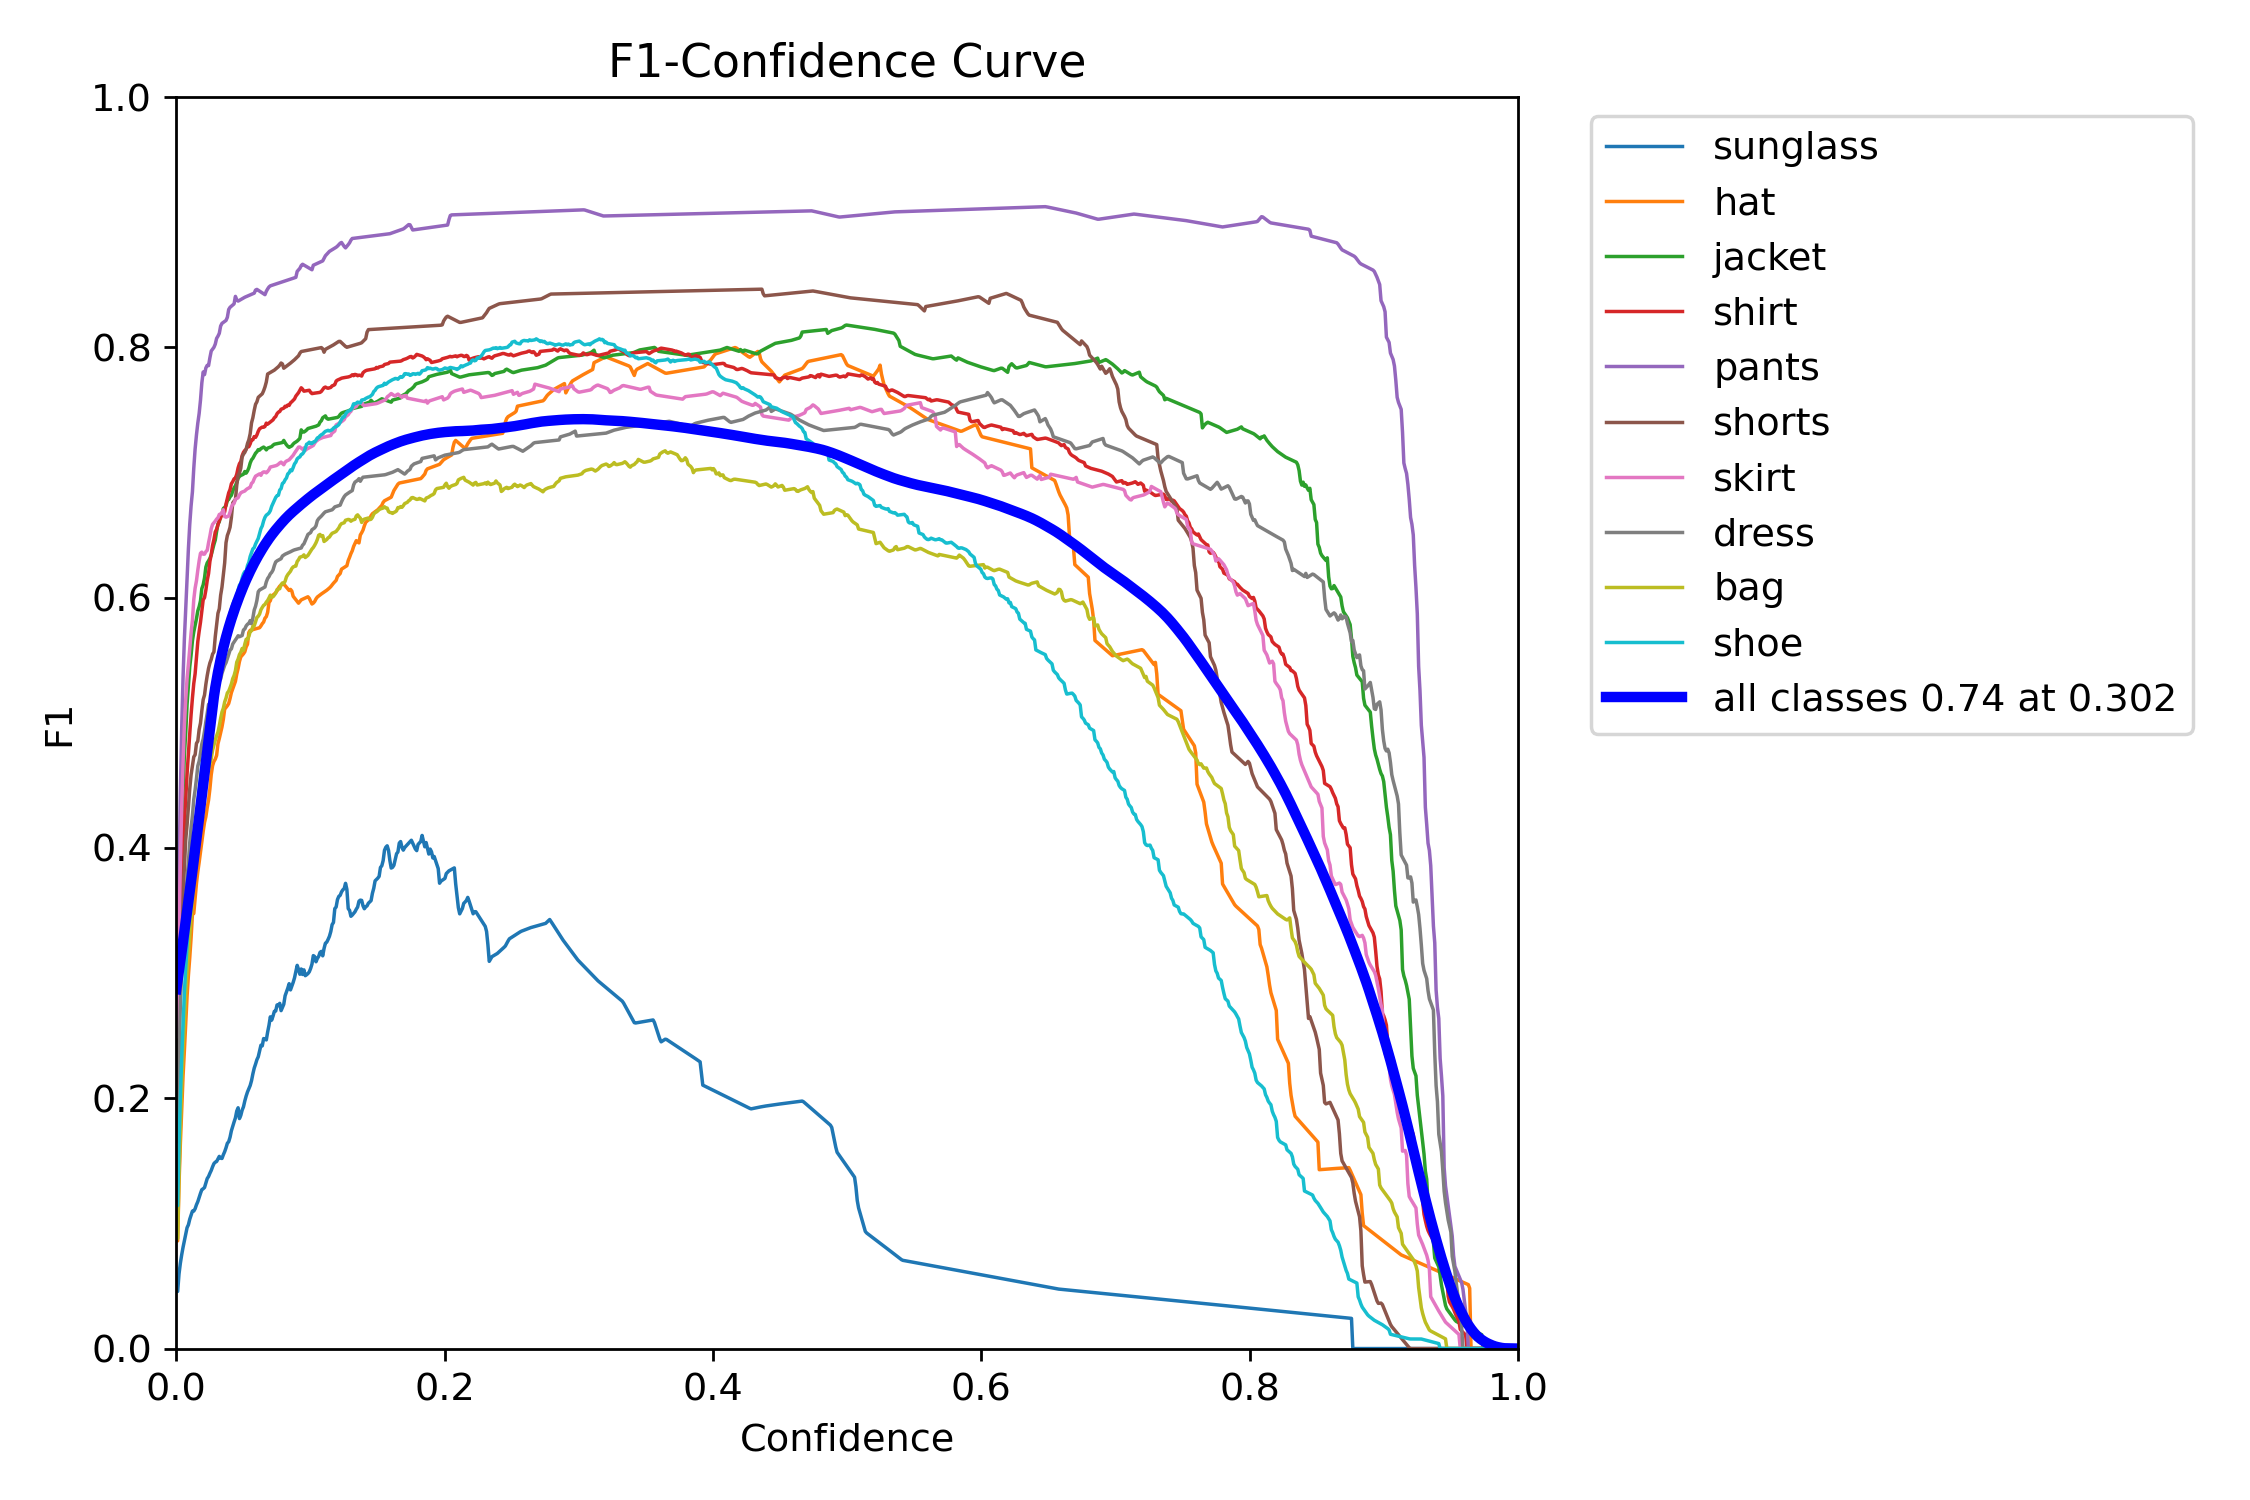 F1-Confidence Curve
1.0
0.8
0.6
0.4
0.2
0.0
F1
0.0 0.2 0.4 0.6 0.8 1.0
Confidence
sunglass
hat
jacket
shirt
pants
shorts
skirt
dress
bag
shoe
all classes 0.74 at 0.302